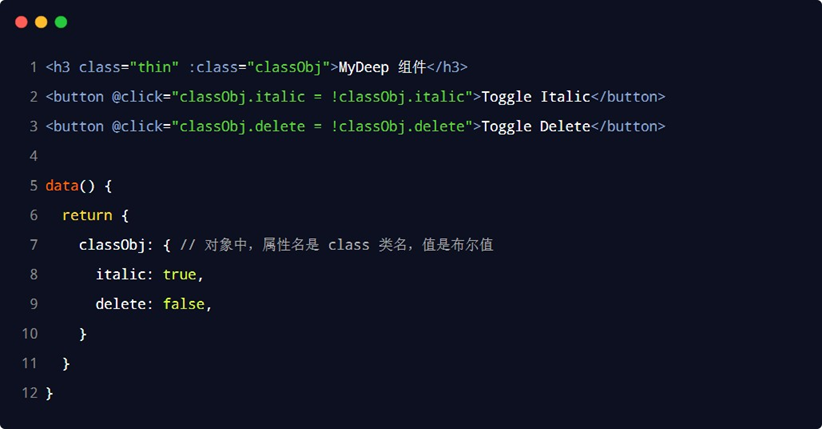 1 <h3 class="thin" :class="classObj">MyDeep 组件</h3>
2 <button @click="classObj.italic = !classObj.italic">Toggle Italic</button>
3 <button @click="classObj.delete = !classObj.delete">Toggle Delete</button>
4
5 data() {
6   return {
7     classObj: { // 对象中，属性名是 class 类名，值是布尔值
8       italic: true,
9       delete: false,
10     }
11   }
12 }